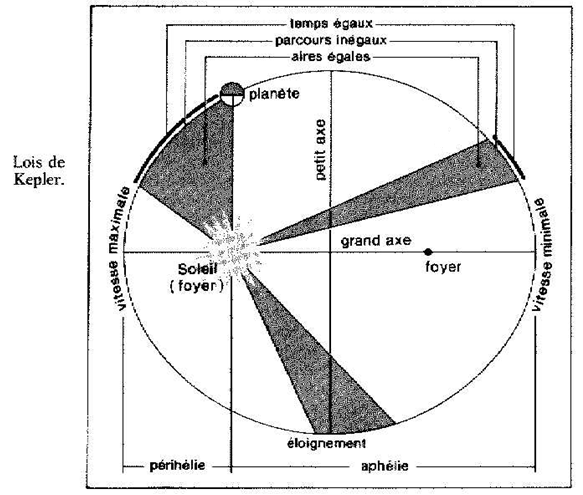 temps égaux
parcours inégaux
aires égales
planète
petit axe
Lois de
Kepler.
vitesse maximale
grand axe
Soleil
(foyer)
foyer
vitesse minimale
éloignement
périhélie
aphélie